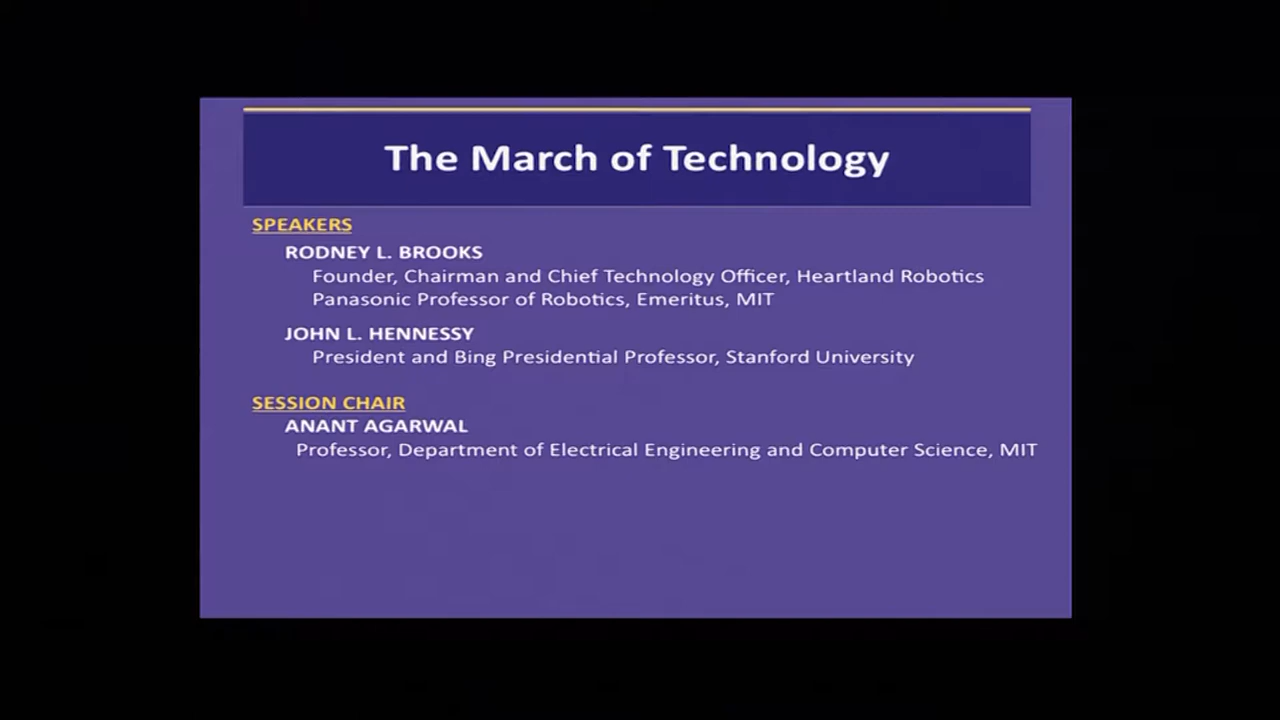 The March of Technology
SPEAKERS
RODNEY L. BROOKS
Founder, Chairman and Chief Technology Officer, Heartland Robotics
Panasonic Professor of Robotics, Emeritus, MIT
JOHN L. HENNESSY
President and Bing Presidential Professor, Stanford University
SESSION CHAIR
ANANT AGARWAL
Professor, Department of Electrical Engineering and Computer Science, MIT